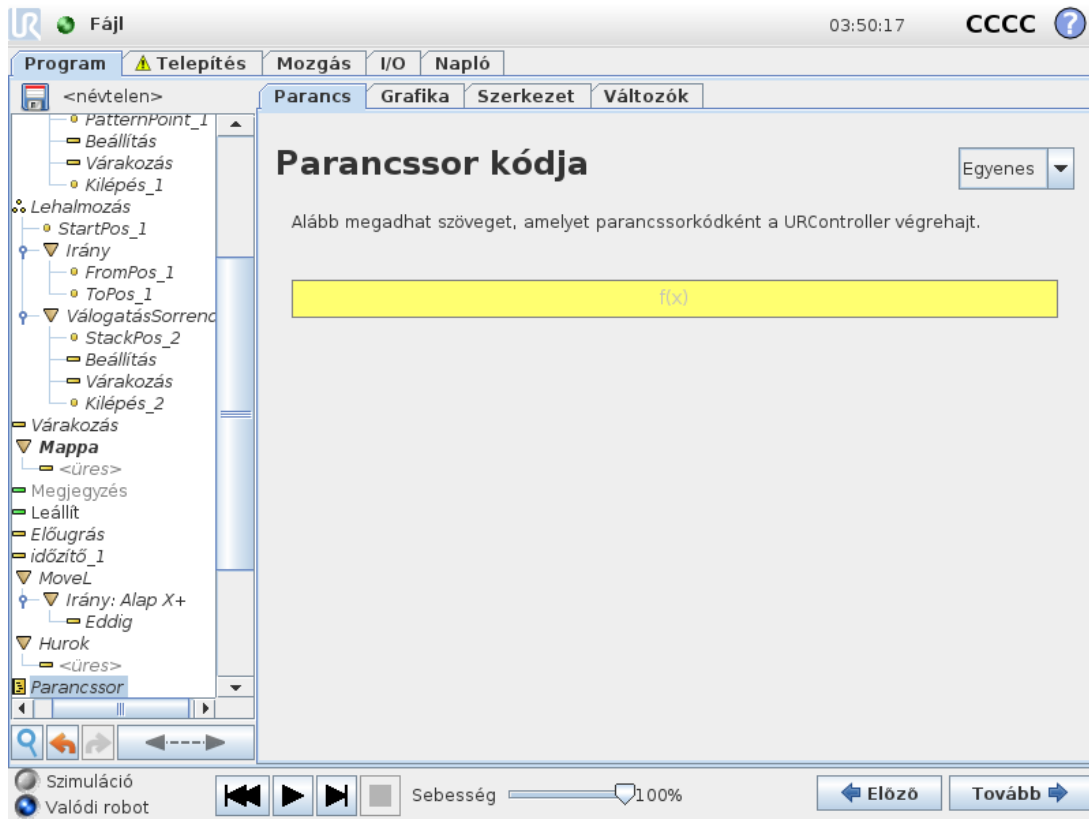 UR Fájl 03:50:17 CCCC ?
Program Telepítés Mozgás I/O Napló
<névtelen>
Parancs Grafika Szerkezet Változók
PatternPoint_1
Beállítás
Várakozás
Kilépés_1
Lehalmozás
StartPos_1
Irány
FromPos_1
ToPos_1
VálogatásSorrend
StackPos_2
Beállítás
Várakozás
Kilépés_2
Várakozás
Mappa
<üres>
Megjegyzés
Leállít
Előugrás
időzítő_1
MoveL
Irány: Alap X+
Eddig
Hurok
<üres>
Parancssor
Parancssor kódja
Egyenes
Alább megadhat szöveget, amelyet parancssorkódként a URController végrehajt.
f(x)
Szimuláció
Valódi robot
Sebesség 100%
Előző Tovább